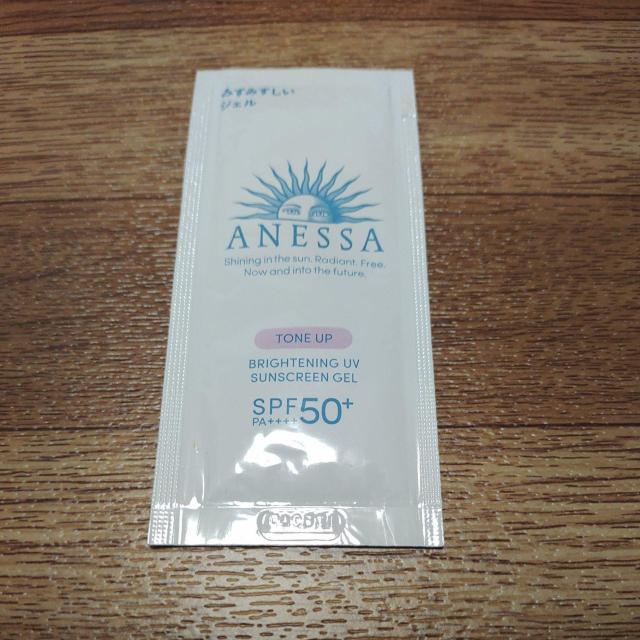 みずみずしい
ジェル
ANESSA
Shining in the sun. Radiant. Free.
Now and into the future.
TONE UP
BRIGHTENING UV
SUNSCREEN GEL
SPF50+
PA++++